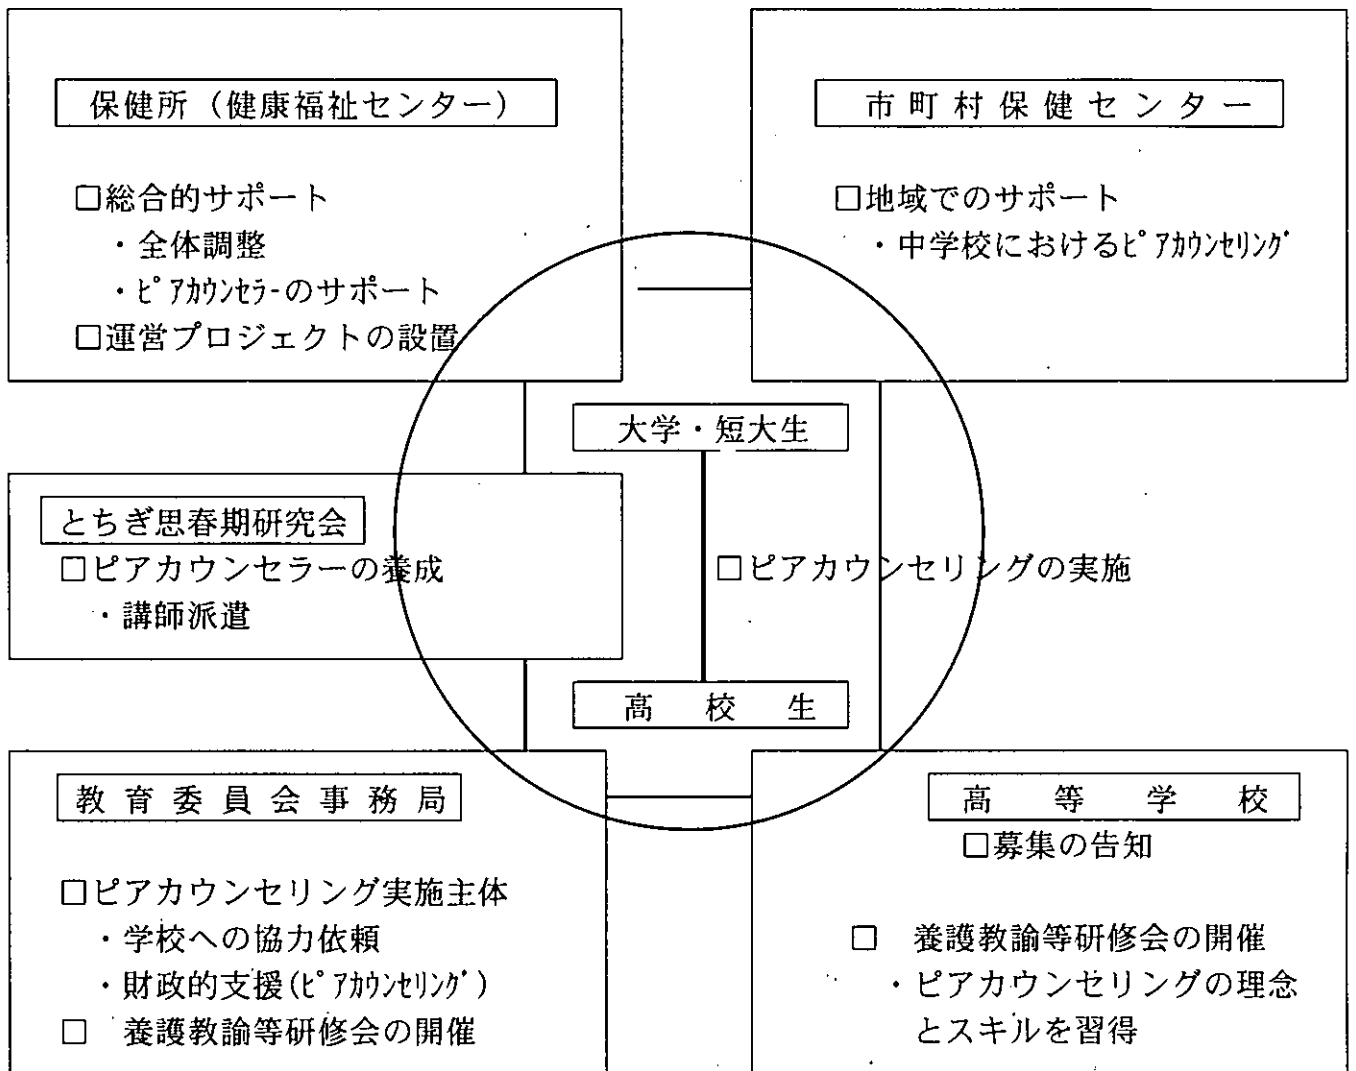 保健所（健康福祉センター）
□総合的サポート
・全体調整
・ﾋﾟｱｶｳﾝｾﾗｰのサポート
□運営プロジェクトの設置
市町村保健センター
□地域でのサポート
・中学校におけるﾋﾟｱｶｳﾝｾﾘﾝｸﾞ
大学・短大生
とちぎ思春期研究会
□ピアカウンセラーの養成
・講師派遣
□ピアカウンセリングの実施
高校生
教育委員会事務局
□ピアカウンセリング実施主体
・学校への協力依頼
・財政的支援(ﾋﾟｱｶｳﾝｾﾘﾝｸﾞ)
□ 養護教諭等研修会の開催
高等学校
□募集の告知
□ 養護教諭等研修会の開催
・ピアカウンセリングの理念
とスキルを習得